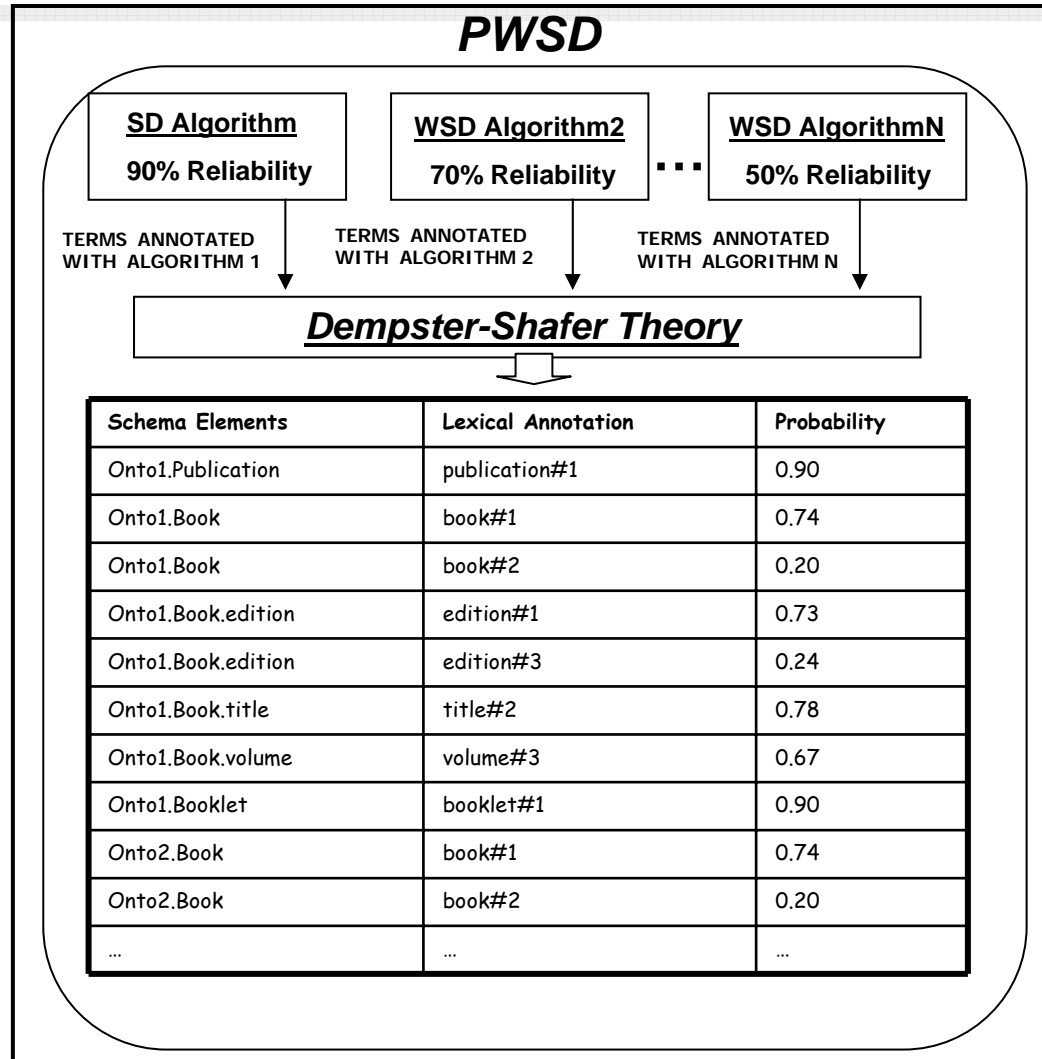 PWSD
SD Algorithm
90% Reliability
WSD Algorithm2
70% Reliability
...
WSD AlgorithmN
50% Reliability
TERMS ANNOTATED
WITH ALGORITHM 1
TERMS ANNOTATED
WITH ALGORITHM 2
TERMS ANNOTATED
WITH ALGORITHM N
Dempster-Shafer Theory
Schema Elements Lexical Annotation Probability
Onto1.Publication publication#1 0.90
Onto1.Book book#1 0.74
Onto1.Book book#2 0.20
Onto1.Book.edition edition#1 0.73
Onto1.Book.edition edition#3 0.24
Onto1.Book.title title#2 0.78
Onto1.Book.volume volume#3 0.67
Onto1.Booklet booklet#1 0.90
Onto2.Book book#1 0.74
Onto2.Book book#2 0.20
... ... ...